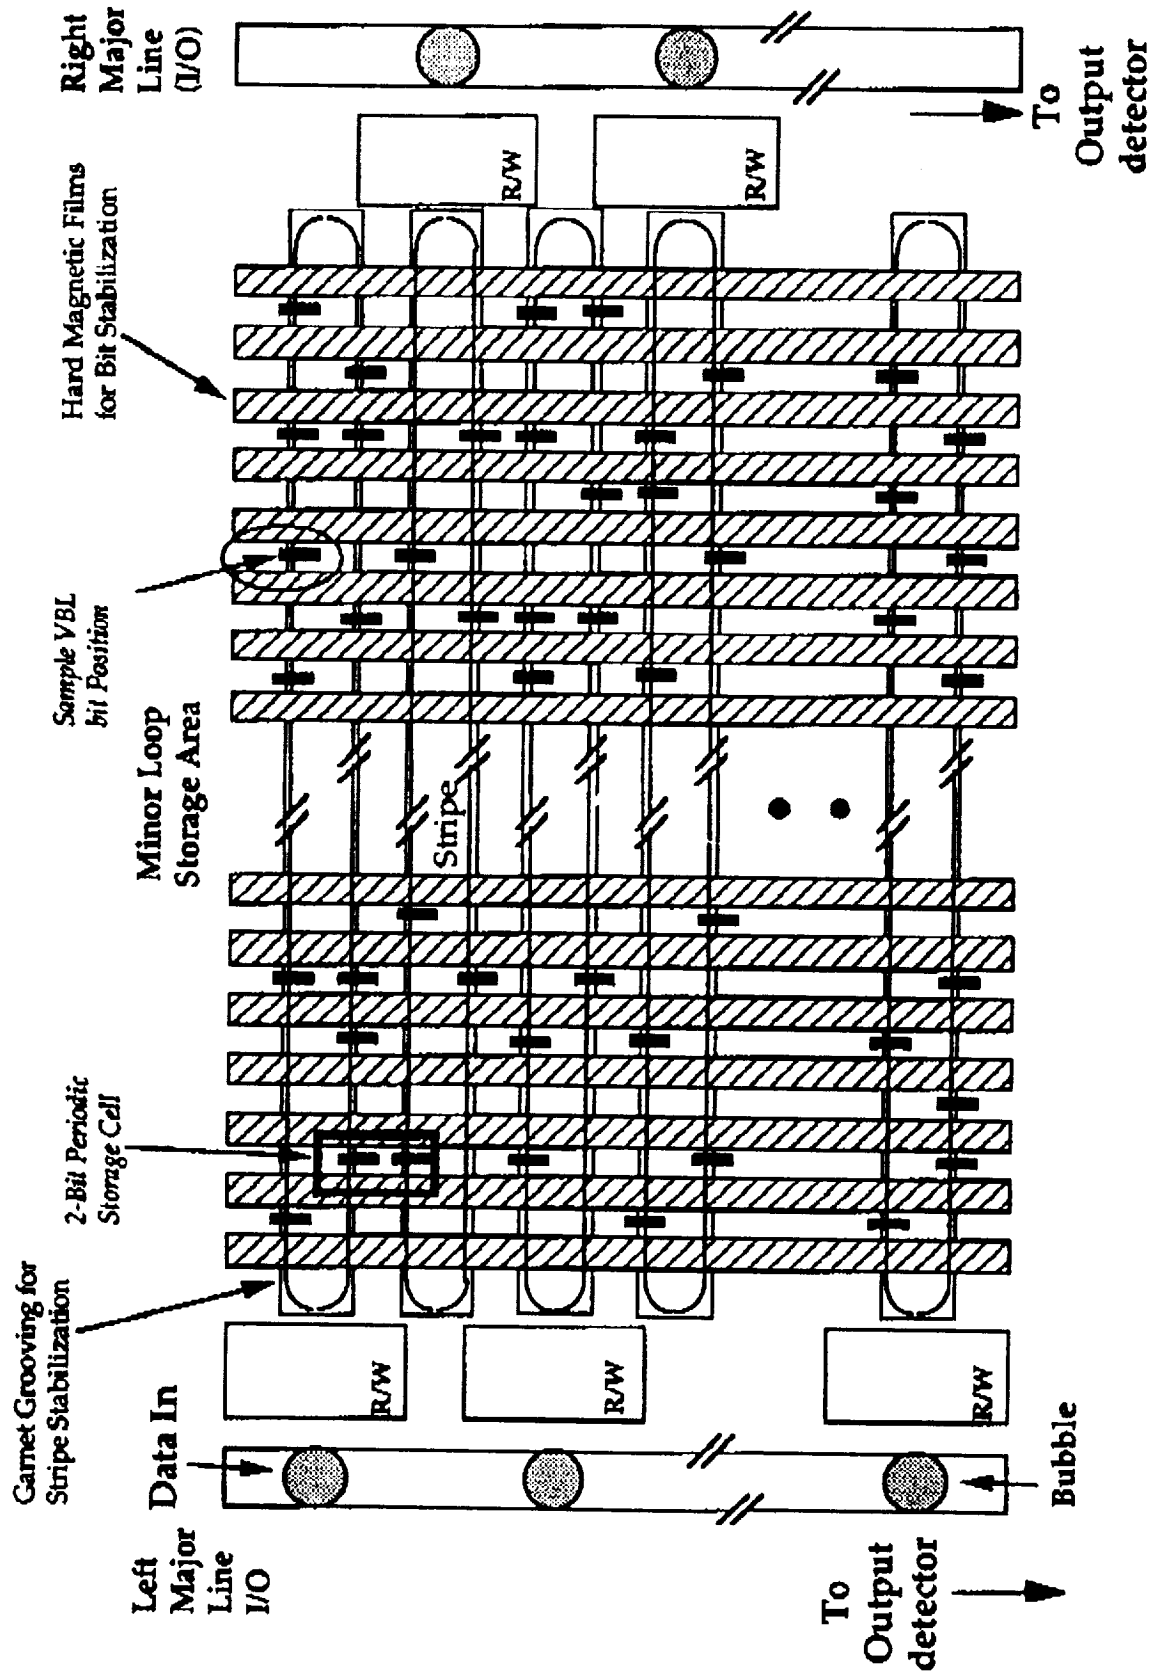 Left
Major
Line
I/O
Data In
Garnet Grooving for
Stripe Stabilization
2-Bit Periodic
Storage Cell
Minor Loop
Storage Area
Sample VBL
bit Position
Hard Magnetic Films
for Bit Stabilization
Right
Major
Line
(I/O)
Stripe
R/W
R/W
R/W
R/W
R/W
To
Output
detector
Bubble
To
Output
detector